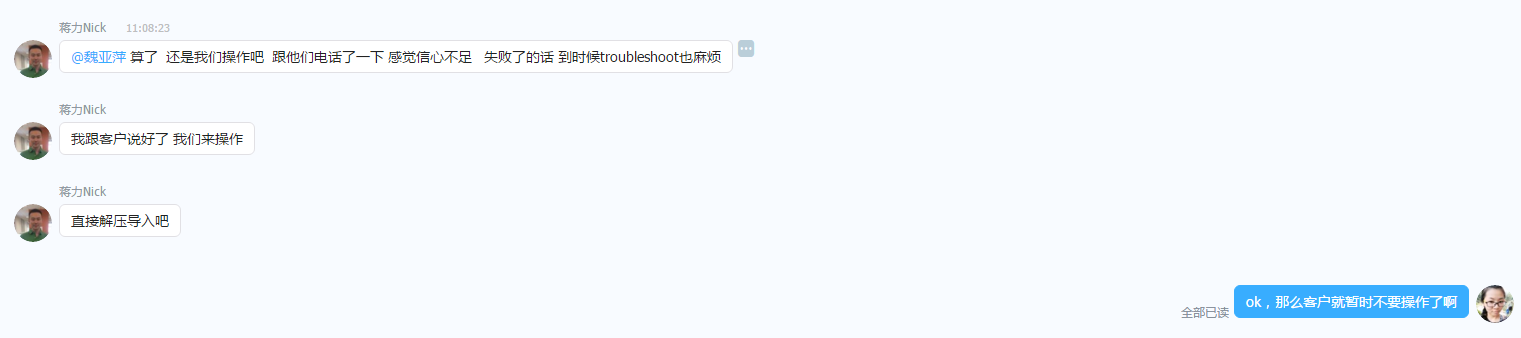 蒋力Nick 11:08:23
@魏亚萍 算了 还是我们操作吧 跟他们电话了一下 感觉信心不足 失败了的话 到时候troubleshoot也麻烦
蒋力Nick
我跟客户说好了 我们来操作
蒋力Nick
直接解压导入吧
全部已读 ok，那么客户就暂时不要操作了啊